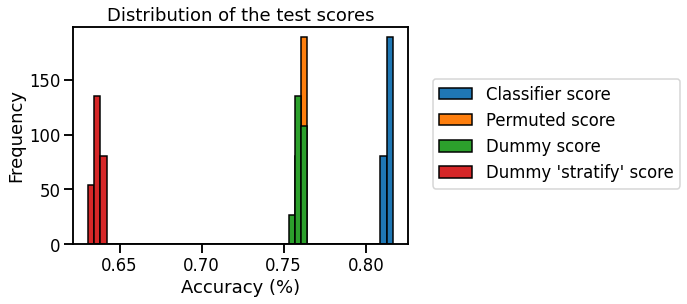 Distribution of the test scores
Frequency
150
100
50
0
0.65 0.70 0.75 0.80
Accuracy (%)
Classifier score
Permuted score
Dummy score
Dummy 'stratify' score